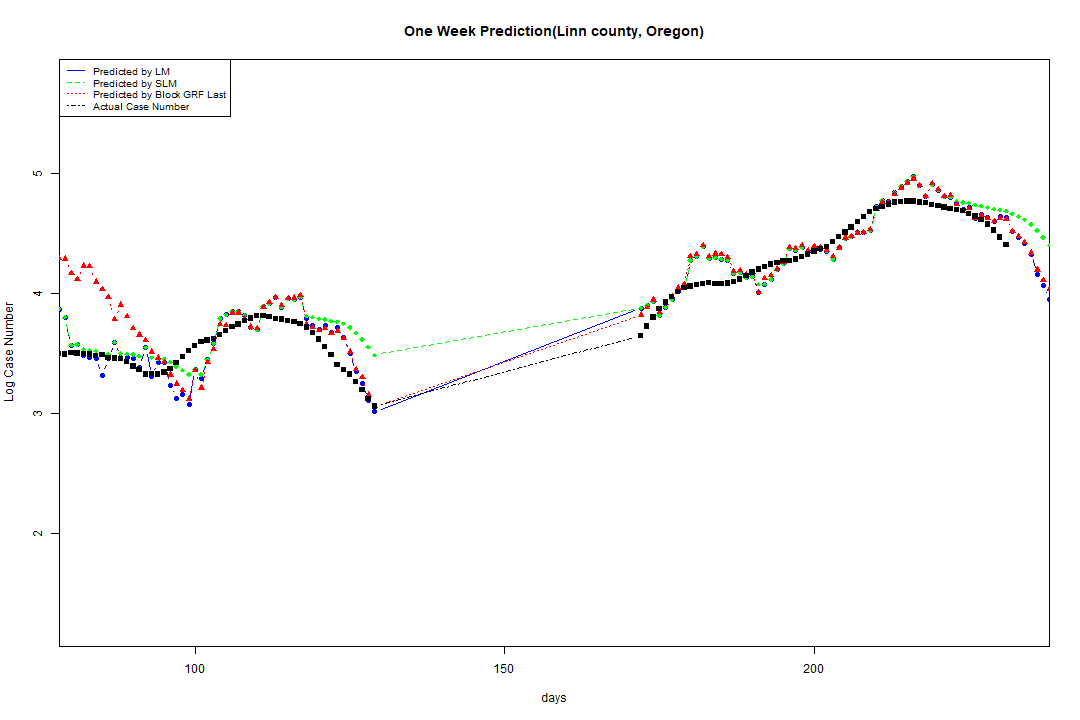 One Week Prediction(Linn county, Oregon)
Predicted by LM
Predicted by SLM
Predicted by Block GRF Last
Actual Case Number
5
4
3
2
Log Case Number
100
150
200
days